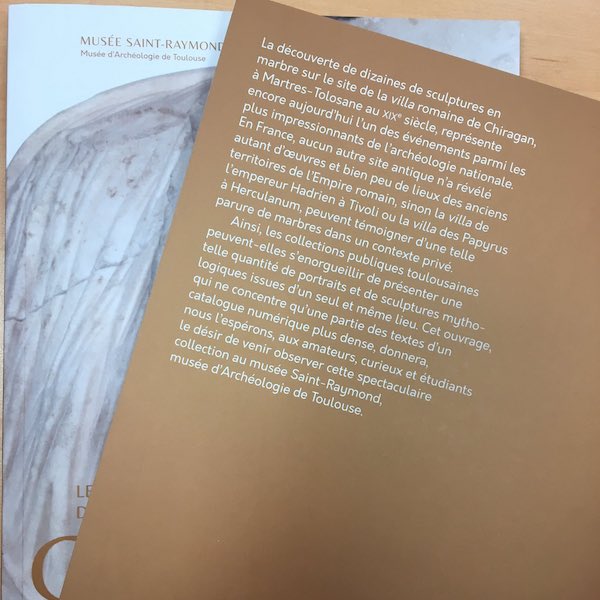 MUSÉE SAINT-RAYMOND
Musée d'Archéologie de Toulouse
La découverte de dizaines de sculptures en
marbre sur le site de la villa romaine de Chiragan,
à Martres-Tolosane au XIXe siècle, représente
encore aujourd'hui l'un des événements parmi les
plus impressionnants de l'archéologie nationale.
En France, aucun autre site antique n'a révélé
autant d'œuvres et bien peu de lieux des anciens
territoires de l'Empire romain, sinon la villa de
l'empereur Hadrien à Tivoli ou la villa des Papyrus
à Herculanum, peuvent témoigner d'une telle
parure de marbres dans un contexte privé.
Ainsi, les collections publiques toulousaines
peuvent-elles s'enorgueillir de présenter une
telle quantité de portraits et de sculptures mytho-
logiques issues d'un seul et même lieu. Cet ouvrage,
qui ne concentre qu'une partie des textes d'un
catalogue numérique plus dense, donnera,
nous l'espérons, aux amateurs, curieux et étudiants
le désir de venir observer cette spectaculaire
collection au musée Saint-Raymond,
musée d'Archéologie de Toulouse.
LE
D
C